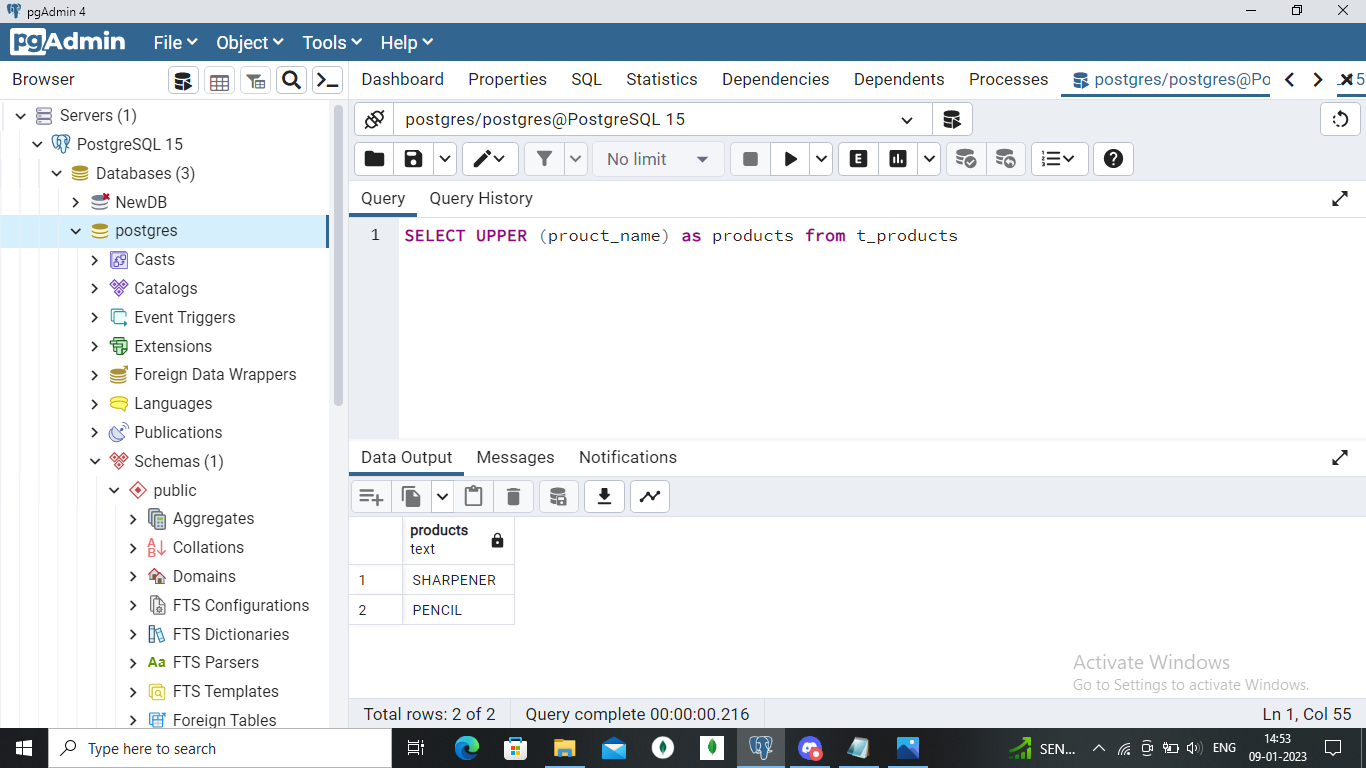 pgAdmin 4
pgAdmin File Object Tools Help
Browser Dashboard Properties SQL Statistics Dependencies Dependents Processes postgres/postgres@Po
Servers (1)
PostgreSQL 15
Databases (3)
NewDB
postgres
Casts
Catalogs
Event Triggers
Extensions
Foreign Data Wrappers
Languages
Publications
Schemas (1)
public
Aggregates
Collations
Domains
FTS Configurations
FTS Dictionaries
Aa FTS Parsers
FTS Templates
Foreign Tables
postgres/postgres@PostgreSQL 15
No limit E
Query Query History
1 SELECT UPPER (prouct_name) as products from t_products
Data Output Messages Notifications
products
text
1 SHARPENER
2 PENCIL
Activate Windows
Go to Settings to activate Windows.
Total rows: 2 of 2 Query complete 00:00:00.216 Ln 1, Col 55
Type here to search SEN... ENG 14:53
09-01-2023